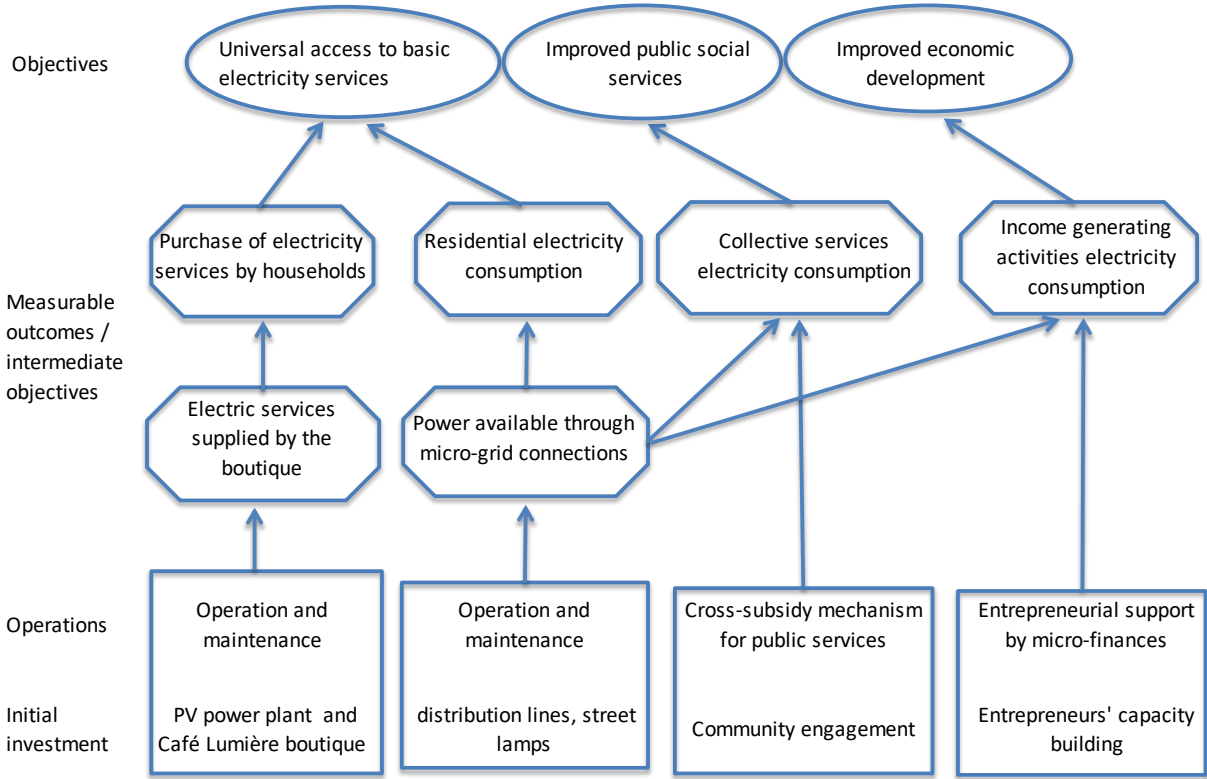 Objectives
Universal access to basic
electricity services
Improved public social
services
Improved economic
development
Measurable
outcomes /
intermediate
objectives
Purchase of electricity
services by households
Residential electricity
consumption
Collective services
electricity consumption
Income generating
activities electricity
consumption
Electric services
supplied by the
boutique
Power available through
micro-grid connections
Operations
Operation and
maintenance
Operation and
maintenance
Cross-subsidy mechanism
for public services
Entrepreneurial support
by micro-finances
Initial
investment
PV power plant and
Café Lumière boutique
distribution lines, street
lamps
Community engagement
Entrepreneurs' capacity
building